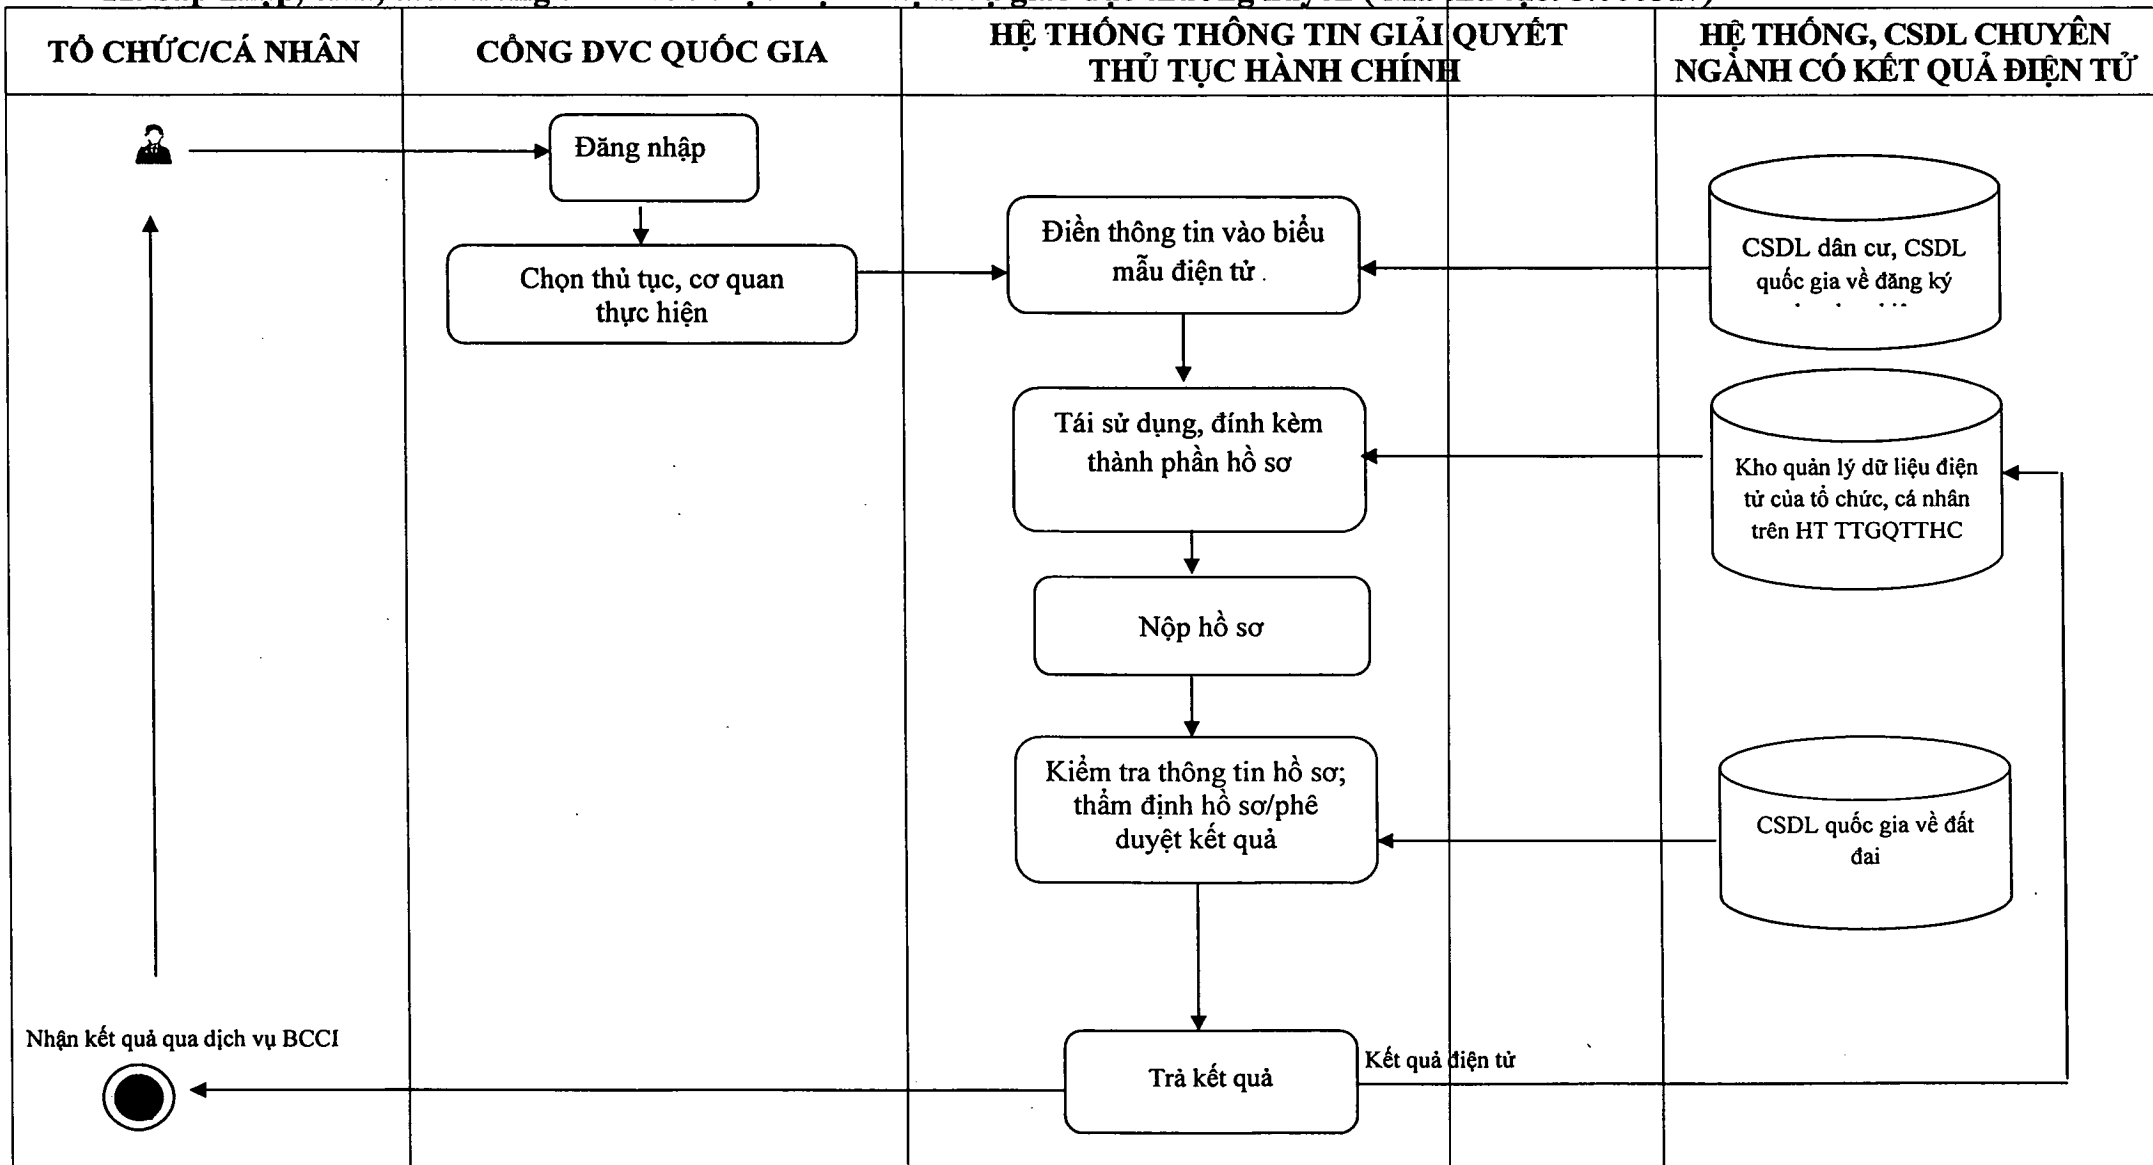 TỔ CHỨC/CÁ NHÂN
CỔNG DVC QUỐC GIA
HỆ THỐNG THÔNG TIN GIẢI QUYẾT
THỦ TỤC HÀNH CHÍNH
HỆ THỐNG, CSDL CHUYÊN
NGÀNH CÓ KẾT QUẢ ĐIỆN TỬ
Đăng nhập
Chọn thủ tục, cơ quan
thực hiện
Điền thông tin vào biểu
mẫu điện tử
CSDL dân cư, CSDL
quốc gia về đăng ký
Tái sử dụng, đính kèm
thành phần hồ sơ
Kho quản lý dữ liệu điện
tử của tổ chức, cá nhân
trên HT TTGQTTHC
Nộp hồ sơ
Kiểm tra thông tin hồ sơ;
thẩm định hồ sơ/phê
duyệt kết quả
CSDL quốc gia về đất
đai
Nhận kết quả qua dịch vụ BCCI
Trả kết quả
Kết quả điện tử